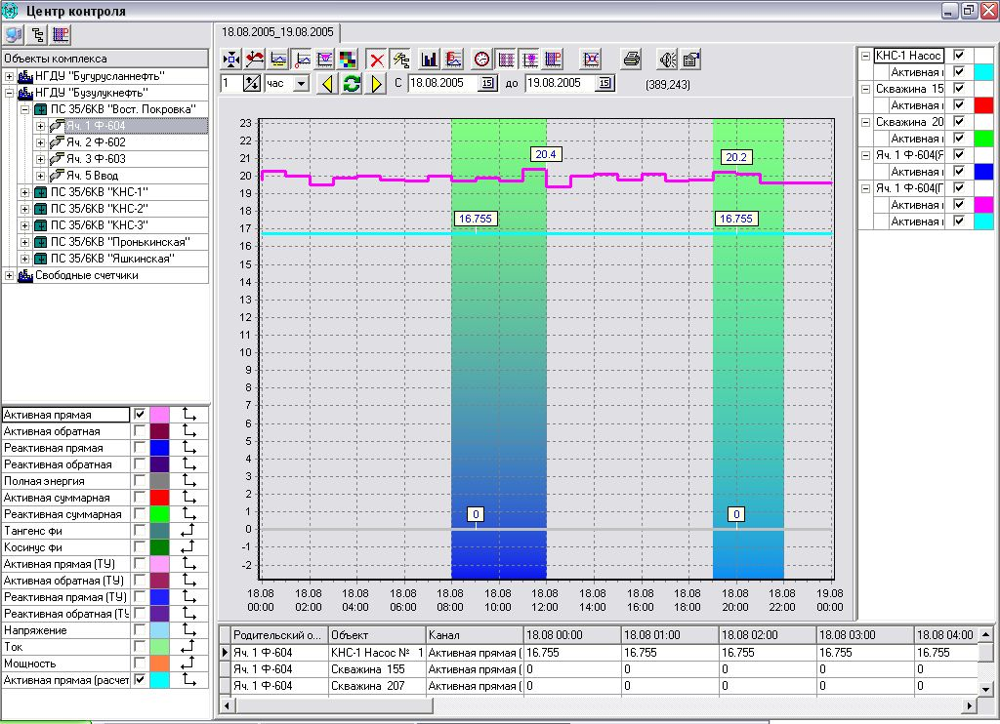 Центр контроля
18.08.2005_19.08.2005
Объекты комплекса
НГДУ "Бугурусланнефть"
НГДУ "Бузулукнефть"
ПС 35/6КВ "Вост. Покровка"
Яч. 1 Ф-604
Яч. 2 Ф-602
Яч. 3 Ф-603
Яч. 5 Ввод
ПС 35/6КВ "КНС-1"
ПС 35/6КВ "КНС-2"
ПС 35/6КВ "КНС-3"
ПС 35/6КВ "Пронькинская"
ПС 35/6КВ "Яшкинская"
Свободные счетчики
Активная прямая
Активная обратная
Реактивная прямая
Реактивная обратная
Полная энергия
Активная суммарная
Реактивная суммарная
Тангенс фи
Косинус фи
Активная прямая (ТУ)
Активная обратная (ТУ)
Реактивная прямая (ТУ)
Реактивная обратная (ТУ
Напряжение
Ток
Мощность
Активная прямая (расчет
1 час С 18.08.2005 15 до 19.08.2005 15 (389,243)
23
22
21
20
19
18
17
16
15
14
13
12
11
10
9
8
7
6
5
4
3
2
1
0
-1
-2
20.4
20.2
16.755
16.755
0
0
18.08 18.08 18.08 18.08 18.08 18.08 18.08 18.08 18.08 18.08 18.08 18.08 19.08
00:00 02:00 04:00 06:00 08:00 10:00 12:00 14:00 16:00 18:00 20:00 22:00 00:00
КНС-1 Насос
Активная
Скважина 15
Активная
Скважина 20
Активная
Яч. 1 Ф-604(Я
Активная
Яч. 1 Ф-604(Г
Активная
Активная
Родительский о... Объект Канал 18.08 00:00 18.08 01:00 18.08 02:00 18.08 03:00 18.08 04:00
Яч. 1 Ф-604 КНС-1 Насос № 1 Активная прямая ( 16.755 16.755 16.755 16.755 16.755
Яч. 1 Ф-604 Скважина 155 Активная прямая ( 0 0 0 0 0
Яч. 1 Ф-604 Скважина 207 Активная прямая ( 0 0 0 0 0